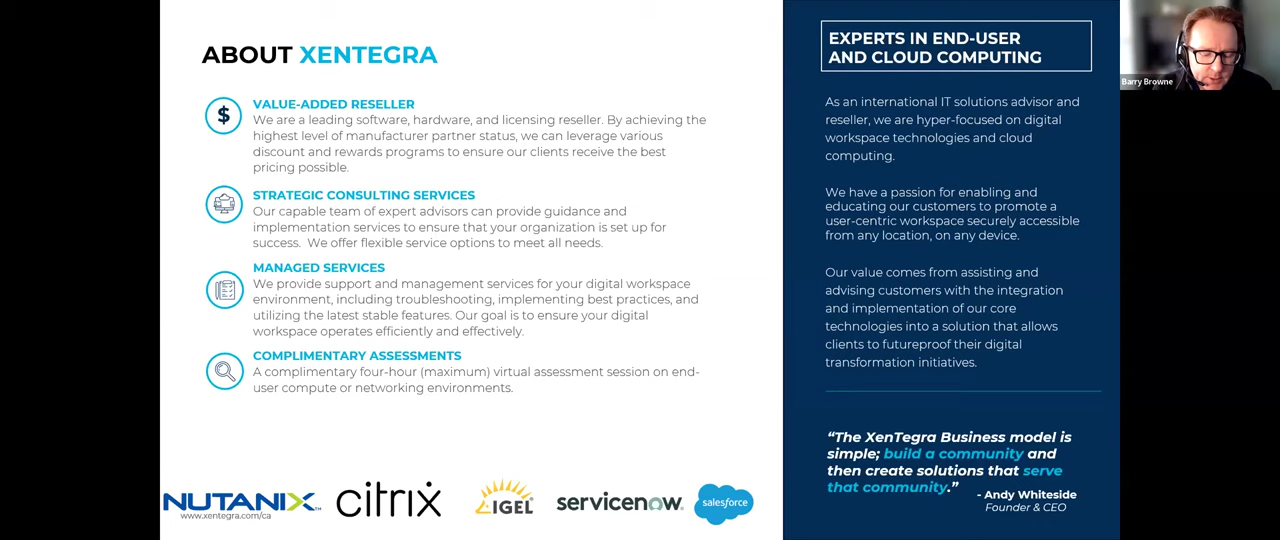 ABOUT XENTEGRA
VALUE-ADDED RESELLER
We are a leading software, hardware, and licensing reseller. By achieving the
highest level of manufacturer partner status, we can leverage various
discount and rewards programs to ensure our clients receive the best
pricing possible.
STRATEGIC CONSULTING SERVICES
Our capable team of expert advisors can provide guidance and
implementation services to ensure that your organization is set up for
success. We offer flexible service options to meet all needs.
MANAGED SERVICES
We provide support and management services for your digital workspace
environment, including troubleshooting, implementing best practices, and
utilizing the latest stable features. Our goal is to ensure your digital
workspace operates efficiently and effectively.
COMPLIMENTARY ASSESSMENTS
A complimentary four-hour (maximum) virtual assessment session on end-
user compute or networking environments.
NUTANIX™
www.xentegra.com/ca
citrix
IGEL
servicenow®
salesforce
EXPERTS IN END-USER
AND CLOUD COMPUTING
As an international IT solutions advisor and
reseller, we are hyper-focused on digital
workspace technologies and cloud
computing.
We have a passion for enabling and
educating our customers to promote a
user-centric workspace securely accessible
from any location, on any device.
Our value comes from assisting and
advising customers with the integration
and implementation of our core
technologies into a solution that allows
clients to futureproof their digital
transformation initiatives.
“The XenTegra Business model is
simple; build a community and
then create solutions that serve
that community.”
- Andy Whiteside
Founder & CEO
Barry Browne
$